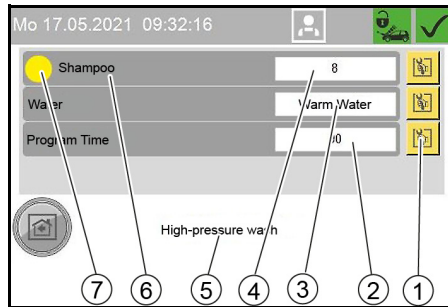 Mo 17.05.2021 09:32:16
Shampoo 8
Water Warm Water
Program Time
High-pressure wash
7 6 5 4 3 2 1